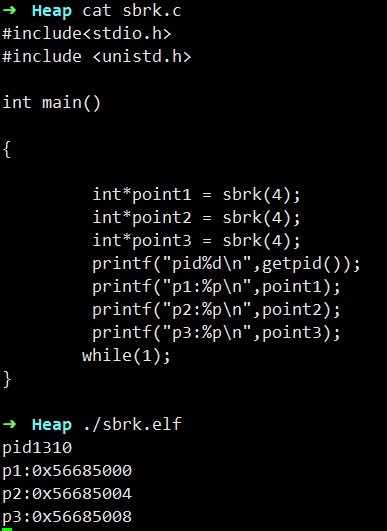 ➜ Heap cat sbrk.c
#include<stdio.h>
#include <unistd.h>
int main()
{
int*point1 = sbrk(4);
int*point2 = sbrk(4);
int*point3 = sbrk(4);
printf("pid%d\n",getpid());
printf("p1:%p\n",point1);
printf("p2:%p\n",point2);
printf("p3:%p\n",point3);
while(1);
}
➜ Heap ./sbrk.elf
pid1310
p1:0x56685000
p2:0x56685004
p3:0x56685008